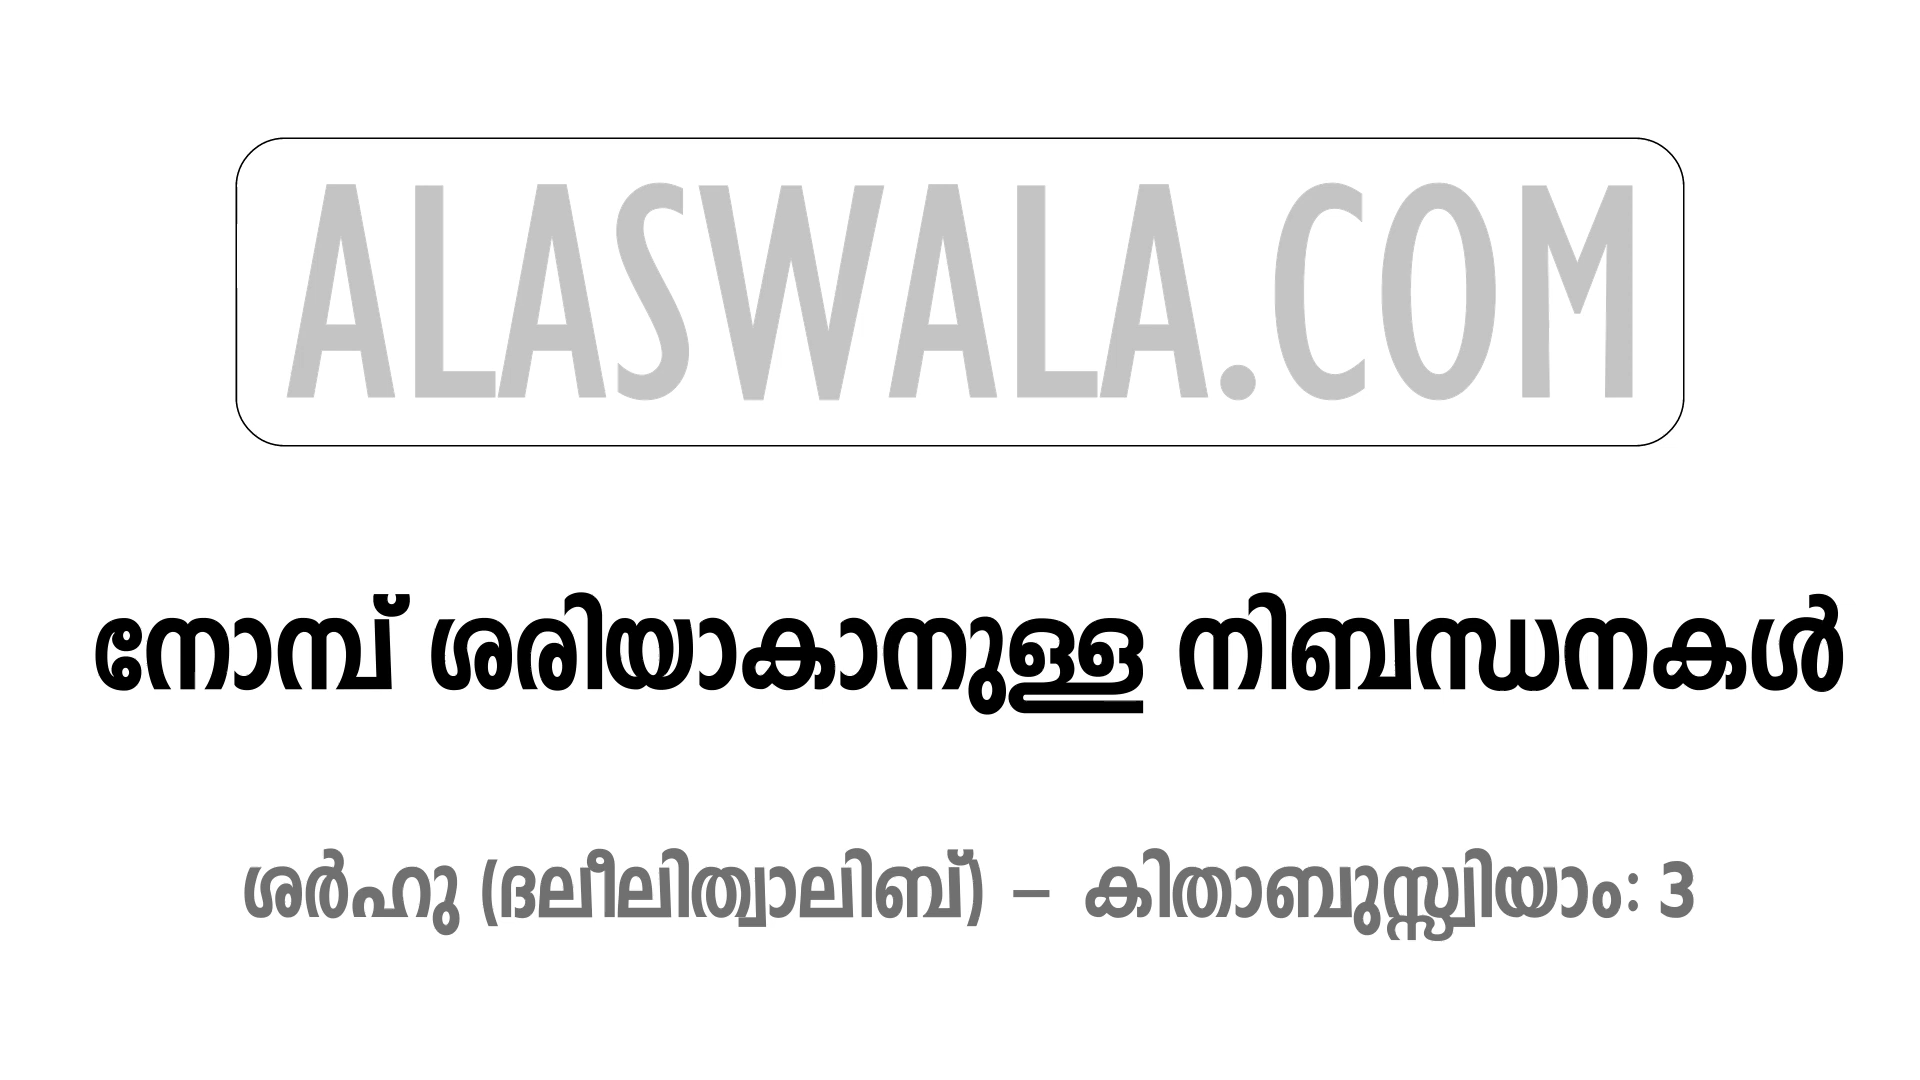 ALASWALA.COM
നോമ്പ് ശരിയാകാനുള്ള നിബന്ധനകൾ
ശർഹു (ദലീലിത്വാലിബ്) – കിതാബുസ്സ്വിയാം: 3